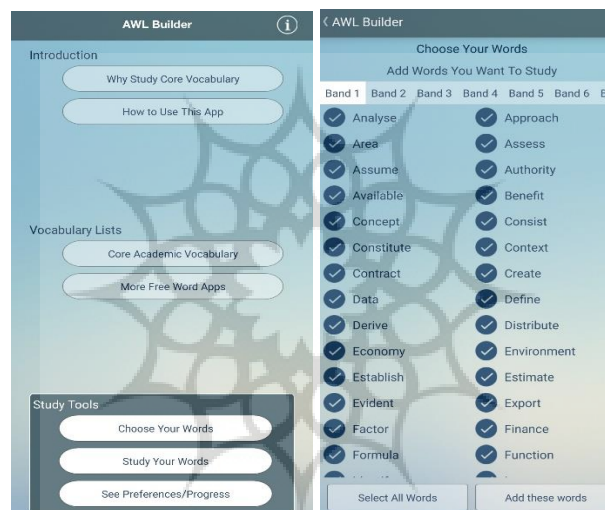 AWL Builder
i
Introduction
Why Study Core Vocabulary
How to Use This App
Vocabulary Lists
Core Academic Vocabulary
More Free Word Apps
Study Tools
Choose Your Words
Study Your Words
See Preferences/Progress
AWL Builder
Choose Your Words
Add Words You Want To Study
Band 1 Band 2 Band 3 Band 4 Band 5 Band 6
Analyse Approach
Area Assess
Assume Authority
Available Benefit
Concept Consist
Constitute Context
Contract Create
Data Define
Derive Distribute
Economy Environment
Establish Estimate
Evident Export
Factor Finance
Formula Function
Select All Words Add these words